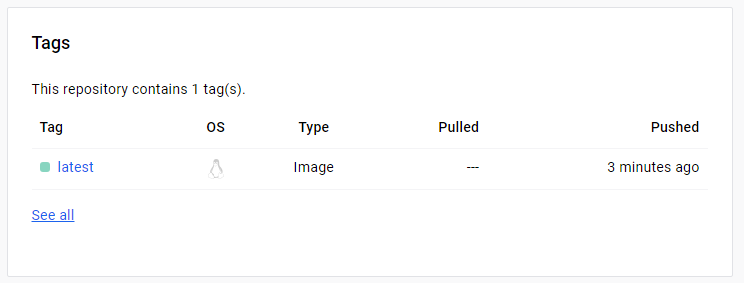 Tags
This repository contains 1 tag(s).
Tag OS Type Pulled Pushed
latest Image --- 3 minutes ago
See all